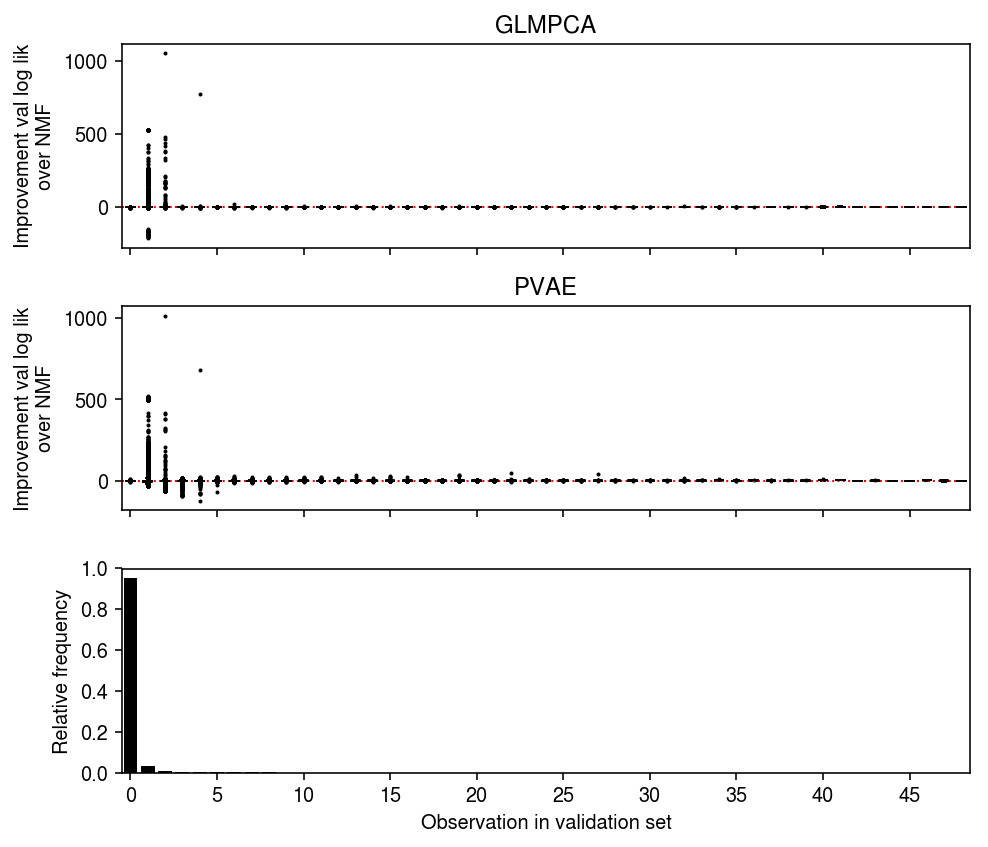 GLMPCA
Improvement val log lik
over NMF
1000
500
0
PVAE
Improvement val log lik
over NMF
1000
500
0
Relative frequency
1.0
0.8
0.6
0.4
0.2
0.0
0 5 10 15 20 25 30 35 40 45
Observation in validation set